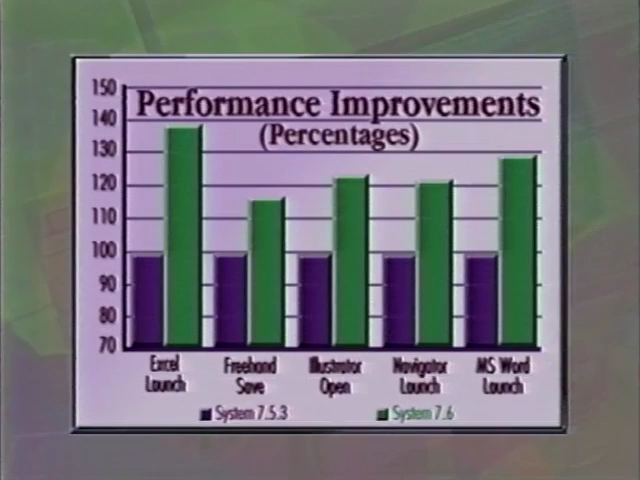 Performance Improvements
(Percentages)
150
140
130
120
110
100
90
80
70
Excel Launch
Freehand Save
Illustrator Open
Navigator Launch
MS Word Launch
System 7.5.3
System 7.6